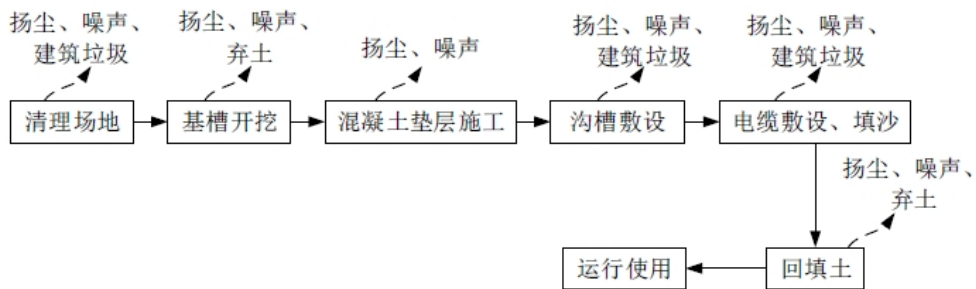 扬尘、噪声、
建筑垃圾
扬尘、噪声、
弃土
扬尘、噪声
扬尘、噪声、
建筑垃圾
扬尘、噪声、
建筑垃圾
清理场地
基槽开挖
混凝土垫层施工
沟槽敷设
电缆敷设、填沙
扬尘、噪声、
弃土
运行使用
回填土